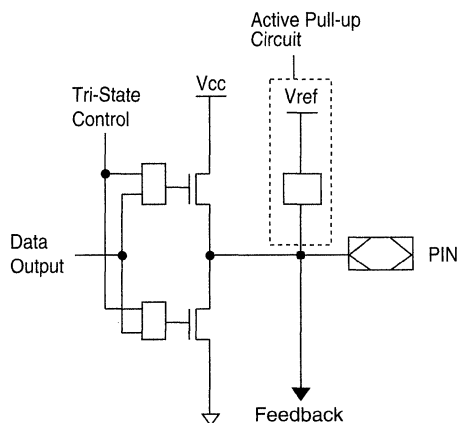 Active Pull-up
Circuit
Vcc
Vref
Tri-State
Control
Data
Output
PIN
Feedback